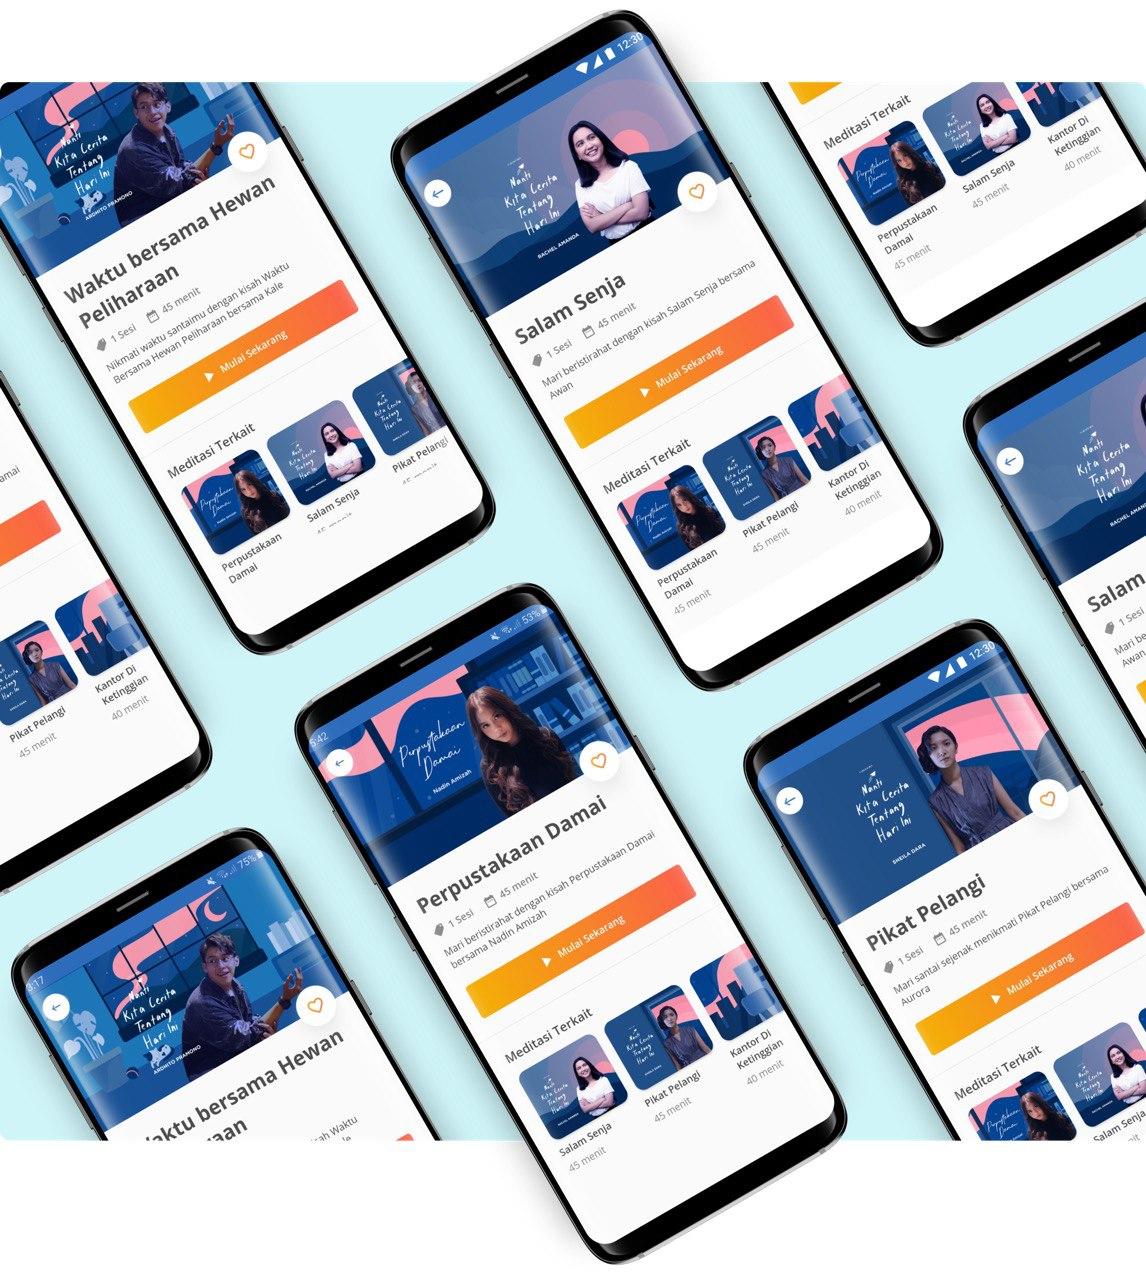 Nanti
Kita Cerita
Tentang
Hari Ini
ARDHITO PRAMONO
Waktu bersama Hewan
Peliharaan
1 Sesi
45 menit
Nikmati waktu santaimu dengan kisah Waktu
Bersama Hewan Peliharaan bersama Kale
Mulai Sekarang
Meditasi Terkait
Perpustakaan
Damai
Salam Senja
Pikat Pelangi
12:30
Nanti
Kita Cerita
Tentang
Hari Ini
RACHEL AMANDA
Salam Senja
1 Sesi
45 menit
Mari beristirahat dengan kisah Salam Senja bersama
Awan
Mulai Sekarang
Meditasi Terkait
Perpustakaan
Damai
45 menit
Pikat Pelangi
45 menit
Kantor Di
Ketinggian
40 menit
Meditasi Terkait
Perpustakaan
Damai
45 menit
Salam Senja
45 menit
Kantor Di
Ketinggian
40 menit
Nanti
Kita Cerita
Tentang
Hari Ini
Salam
1 Sesi
Awan
Damai
Pikat Pelangi
45 menit
Kantor Di
Ketinggian
40 menit
5:42
53%
Perpustakaan
Damai
Nadin Amizah
Perpustakaan Damai
1 Sesi
45 menit
Mari beristirahat dengan kisah Perpustakaan Damai
bersama Nadin Amizah
Mulai Sekarang
Meditasi Terkait
Salam Senja
45 menit
Pikat Pelangi
45 menit
Kantor Di
Ketinggian
40 menit
12:30
Nanti
Kita Cerita
Tentang
Hari Ini
SHEILA DARA
Pikat Pelangi
1 Sesi
45 menit
Mari santai sejenak menikmati Pikat Pelangi bersama
Aurora
Mulai Sekarang
Meditasi Terkait
Perpustakaan
Damai
Salam Senja
3:17
75%
Nanti
Kita Cerita
Tentang
Hari Ini
ARDHITO PRAMONO
bersama Hewan